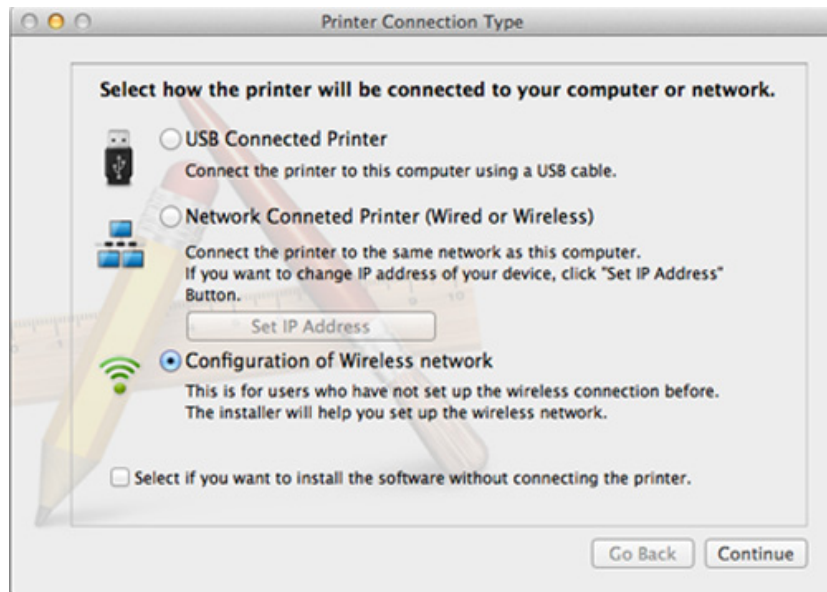 Printer Connection Type
Select how the printer will be connected to your computer or network.
USB Connected Printer
Connect the printer to this computer using a USB cable.
Network Conneted Printer (Wired or Wireless)
Connect the printer to the same network as this computer.
If you want to change IP address of your device, click "Set IP Address"
Button.
Set IP Address
Configuration of Wireless network
This is for users who have not set up the wireless connection before.
The installer will help you set up the wireless network.
Select if you want to install the software without connecting the printer.
Go Back
Continue